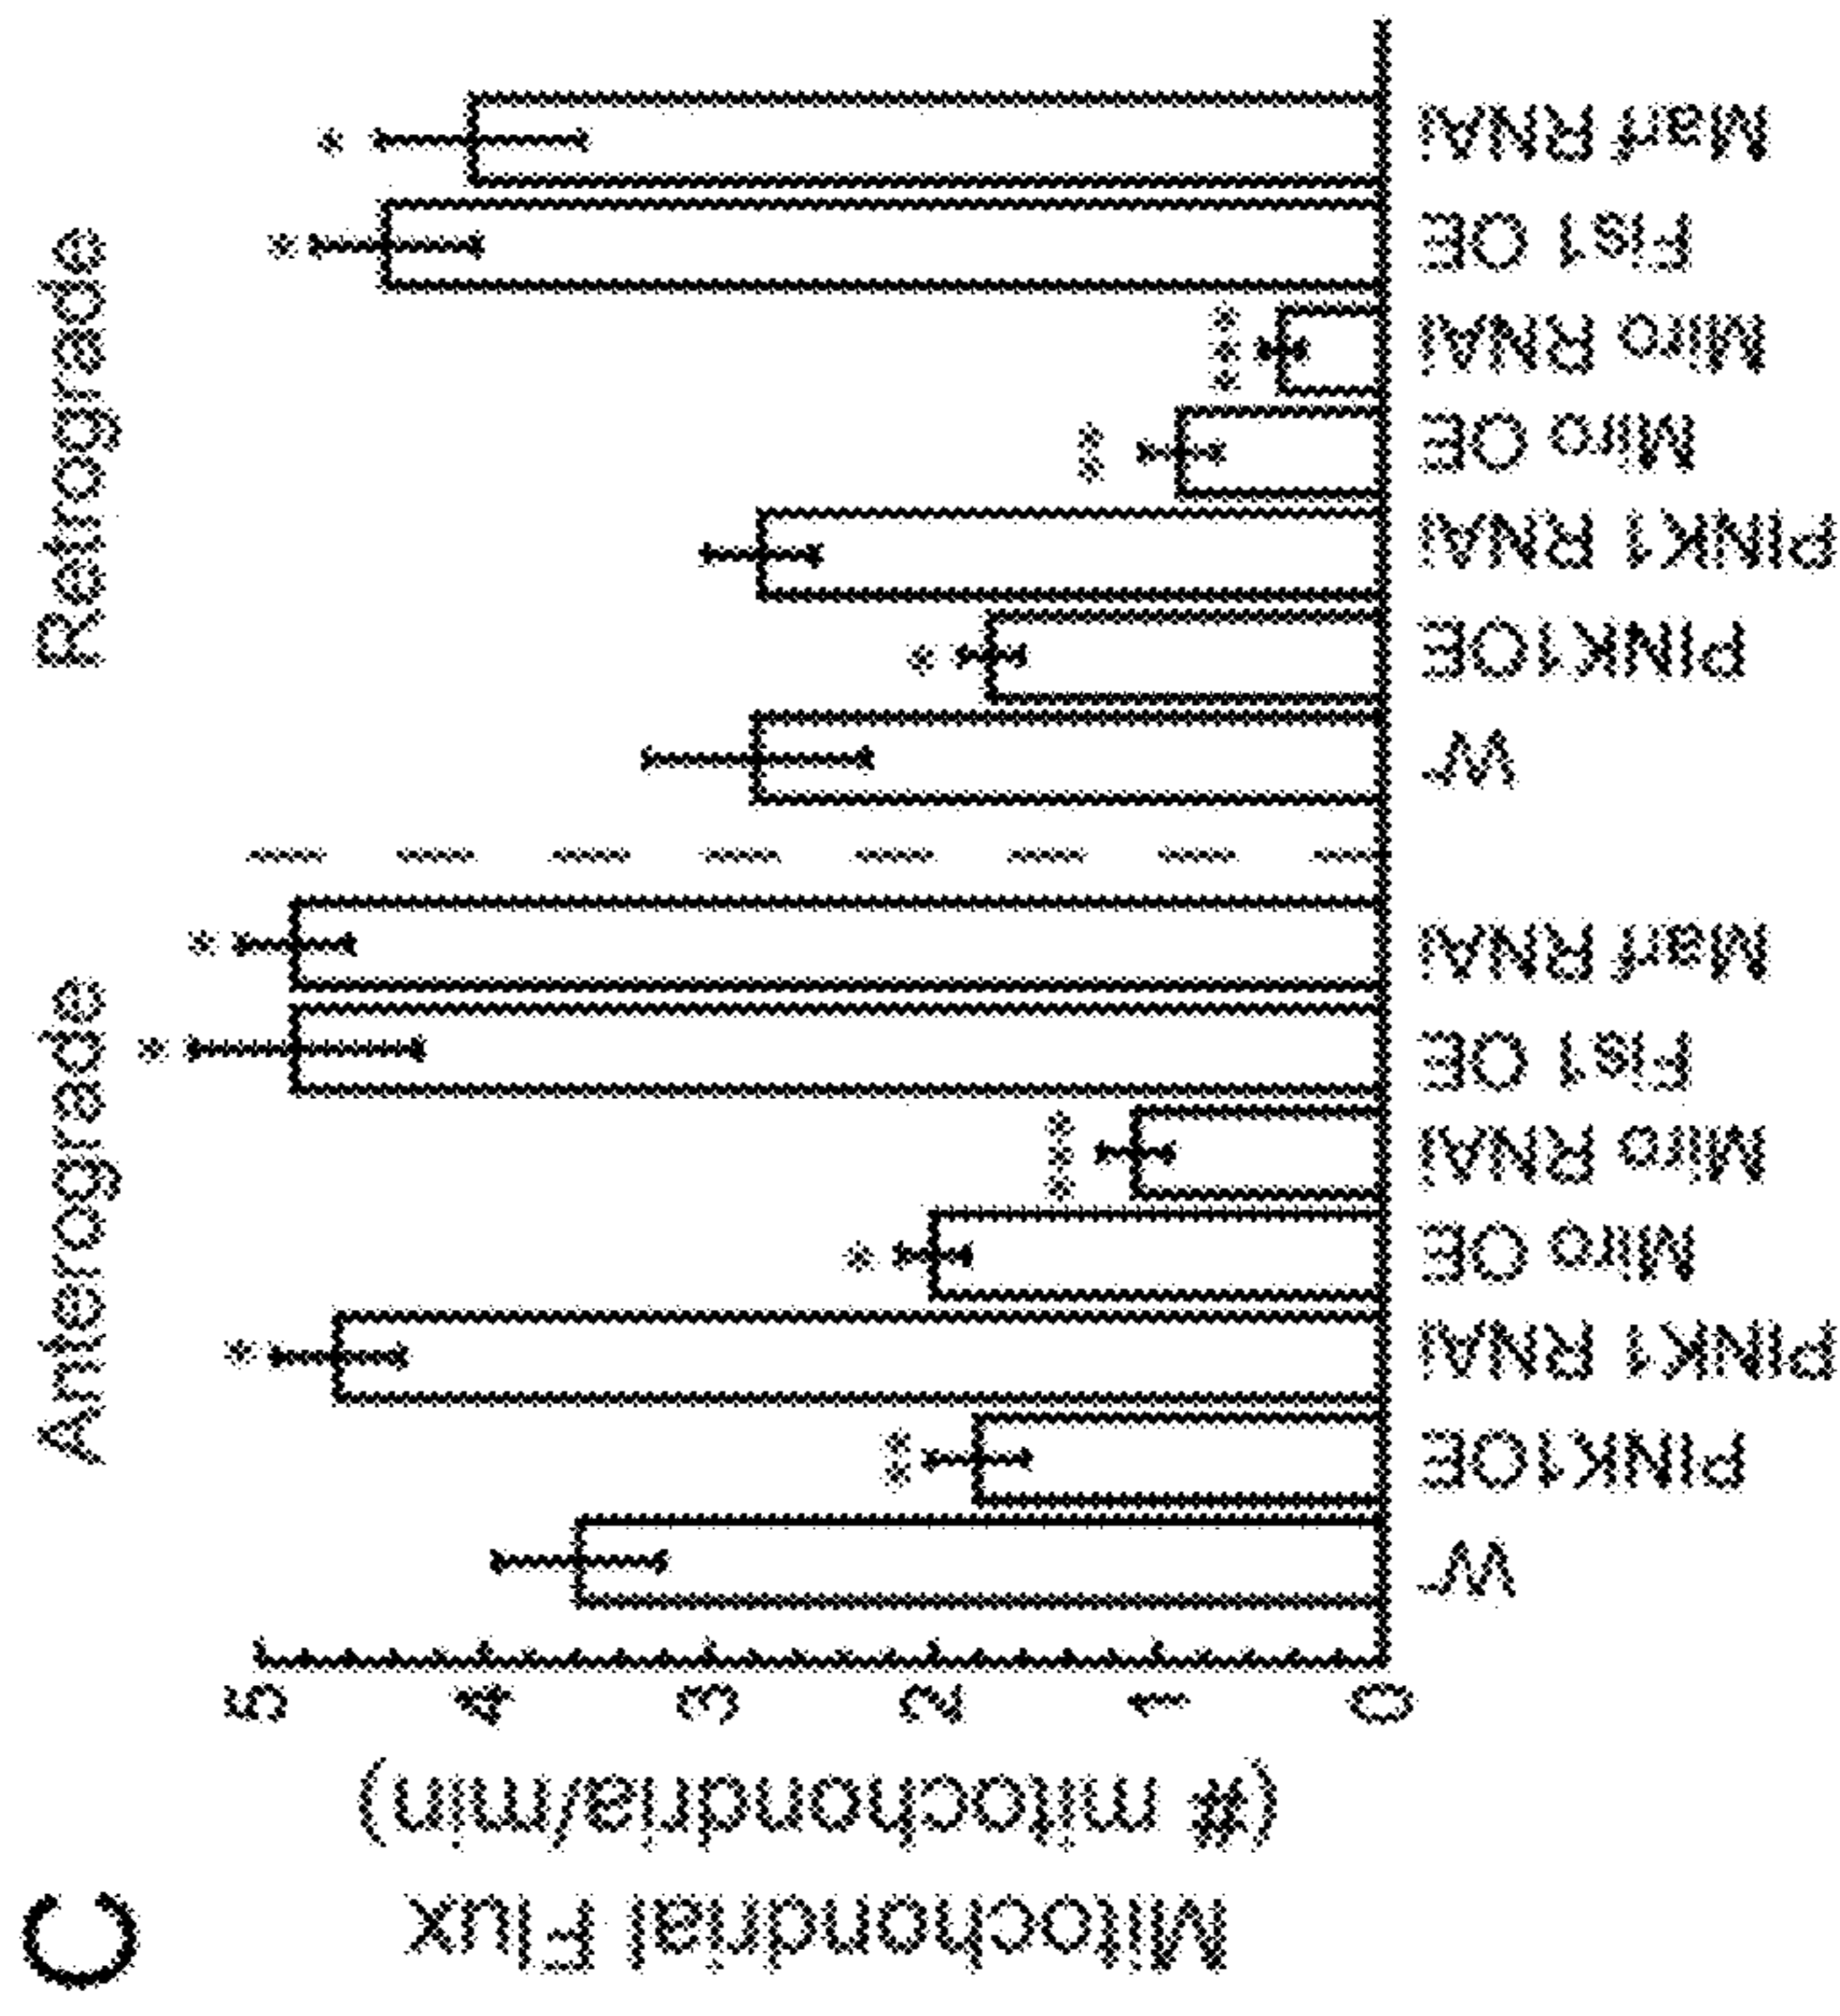 C
Anterograde
Retrograde
Mitochondrial Flux
(# mitochondria/min)
5
4
3
2
1
0
* * * * * * * * * * * * * * * * * *
W
PINK1OE
PINK1 RNAi
Miro OE
Miro RNAi
Fis1 OE
Marf RNAi
W
PINK1OE
PINK1 RNAi
Miro OE
Miro RNAi
Fis1 OE
Marf RNAi